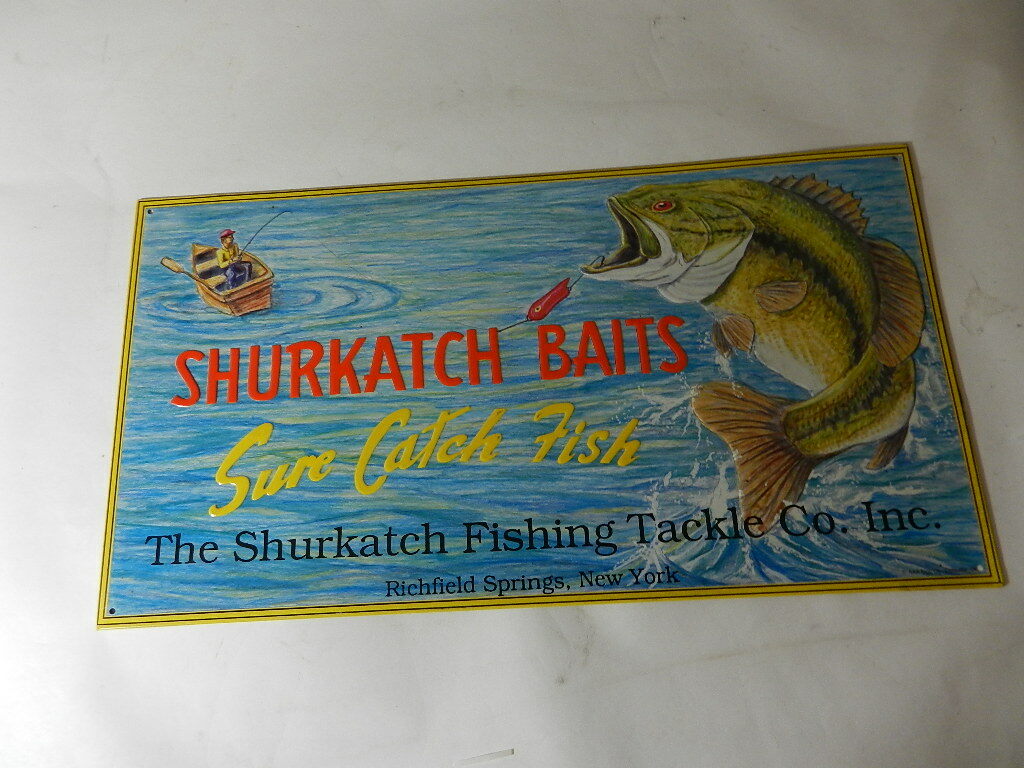 SHURKATCH BAITS
Sure Catch Fish
The Shurkatch Fishing Tackle Co. Inc.
Richfield Springs, New York